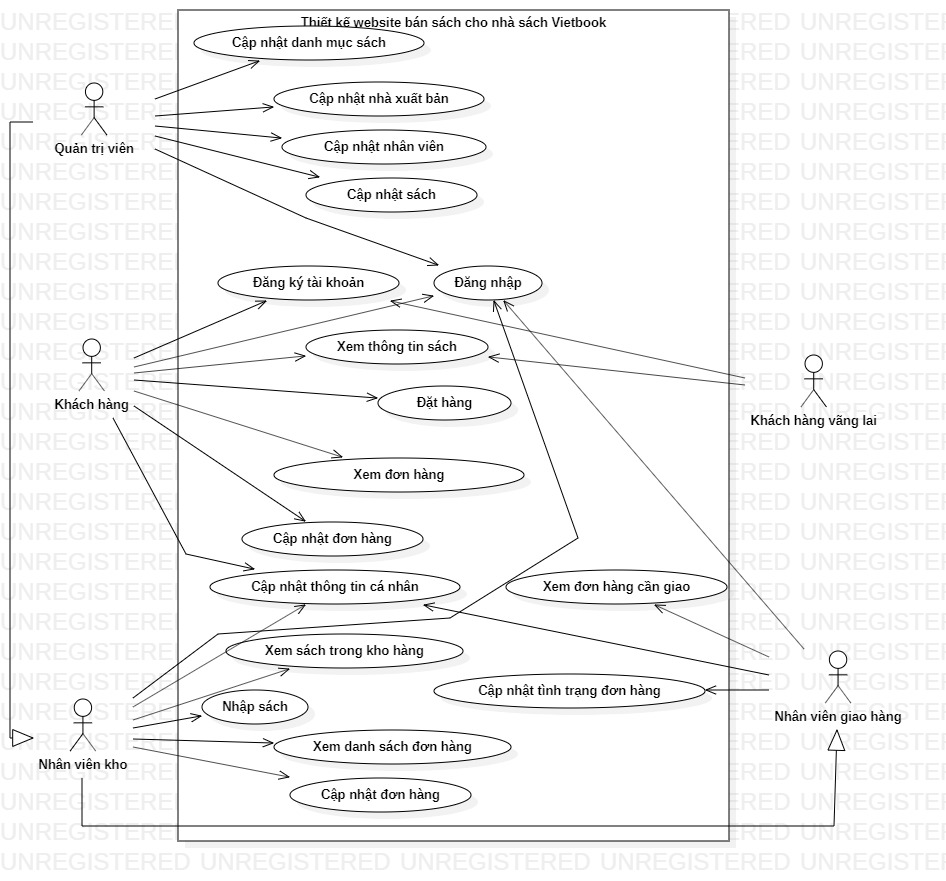 Thiết kế website bán sách cho nhà sách Vietbook
Cập nhật danh mục sách
Cập nhật nhà xuất bản
Quản trị viên
Cập nhật nhân viên
Cập nhật sách
Đăng ký tài khoản
Đăng nhập
Xem thông tin sách
Khách hàng
Đặt hàng
Khách hàng vãng lai
Xem đơn hàng
Cập nhật đơn hàng
Cập nhật thông tin cá nhân
Xem đơn hàng cần giao
Xem sách trong kho hàng
Cập nhật tình trạng đơn hàng
Nhập sách
Nhân viên giao hàng
Xem danh sách đơn hàng
Nhân viên kho
Cập nhật đơn hàng
UNREGISTERED UNREGISTERED UNREGISTERED UNREGISTERED UNREGISTERED